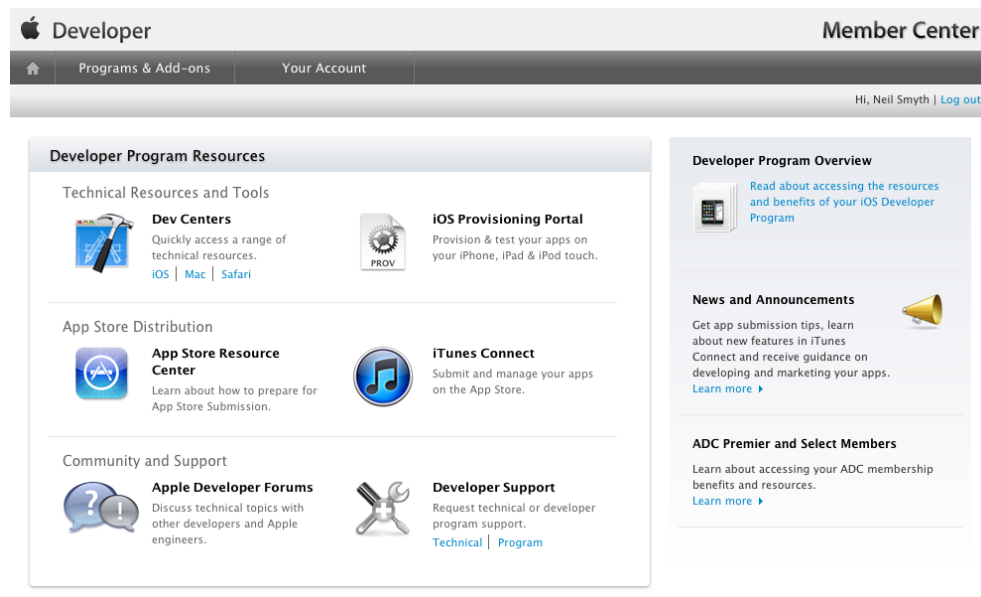 Developer
Member Center
Programs & Add-ons
Your Account
Hi, Neil Smyth | Log out
Developer Program Resources
Technical Resources and Tools
Dev Centers
Quickly access a range of
technical resources.
iOS | Mac | Safari
PROV
iOS Provisioning Portal
Provision & test your apps on
your iPhone, iPad & iPod touch.
App Store Distribution
App Store Resource
Center
Learn about how to prepare for
App Store Submission.
iTunes Connect
Submit and manage your apps
on the App Store.
Community and Support
Apple Developer Forums
Discuss technical topics with
other developers and Apple
engineers.
Developer Support
Request technical or developer
program support.
Technical | Program
Developer Program Overview
Read about accessing the resources
and benefits of your iOS Developer
Program
News and Announcements
Get app submission tips, learn
about new features in iTunes
Connect and receive guidance on
developing and marketing your apps.
Learn more
ADC Premier and Select Members
Learn about accessing your ADC membership
benefits and resources.
Learn more